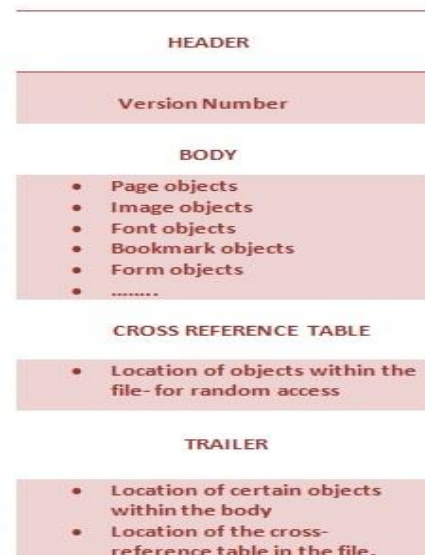 HEADER
Version Number
BODY
• Page objects
• Image objects
• Font objects
• Bookmark objects
• Form objects
• ........
CROSS REFERENCE TABLE
• Location of objects within the
file- for random access
TRAILER
• Location of certain objects
within the body
• Location of the cross-
reference table in the file.